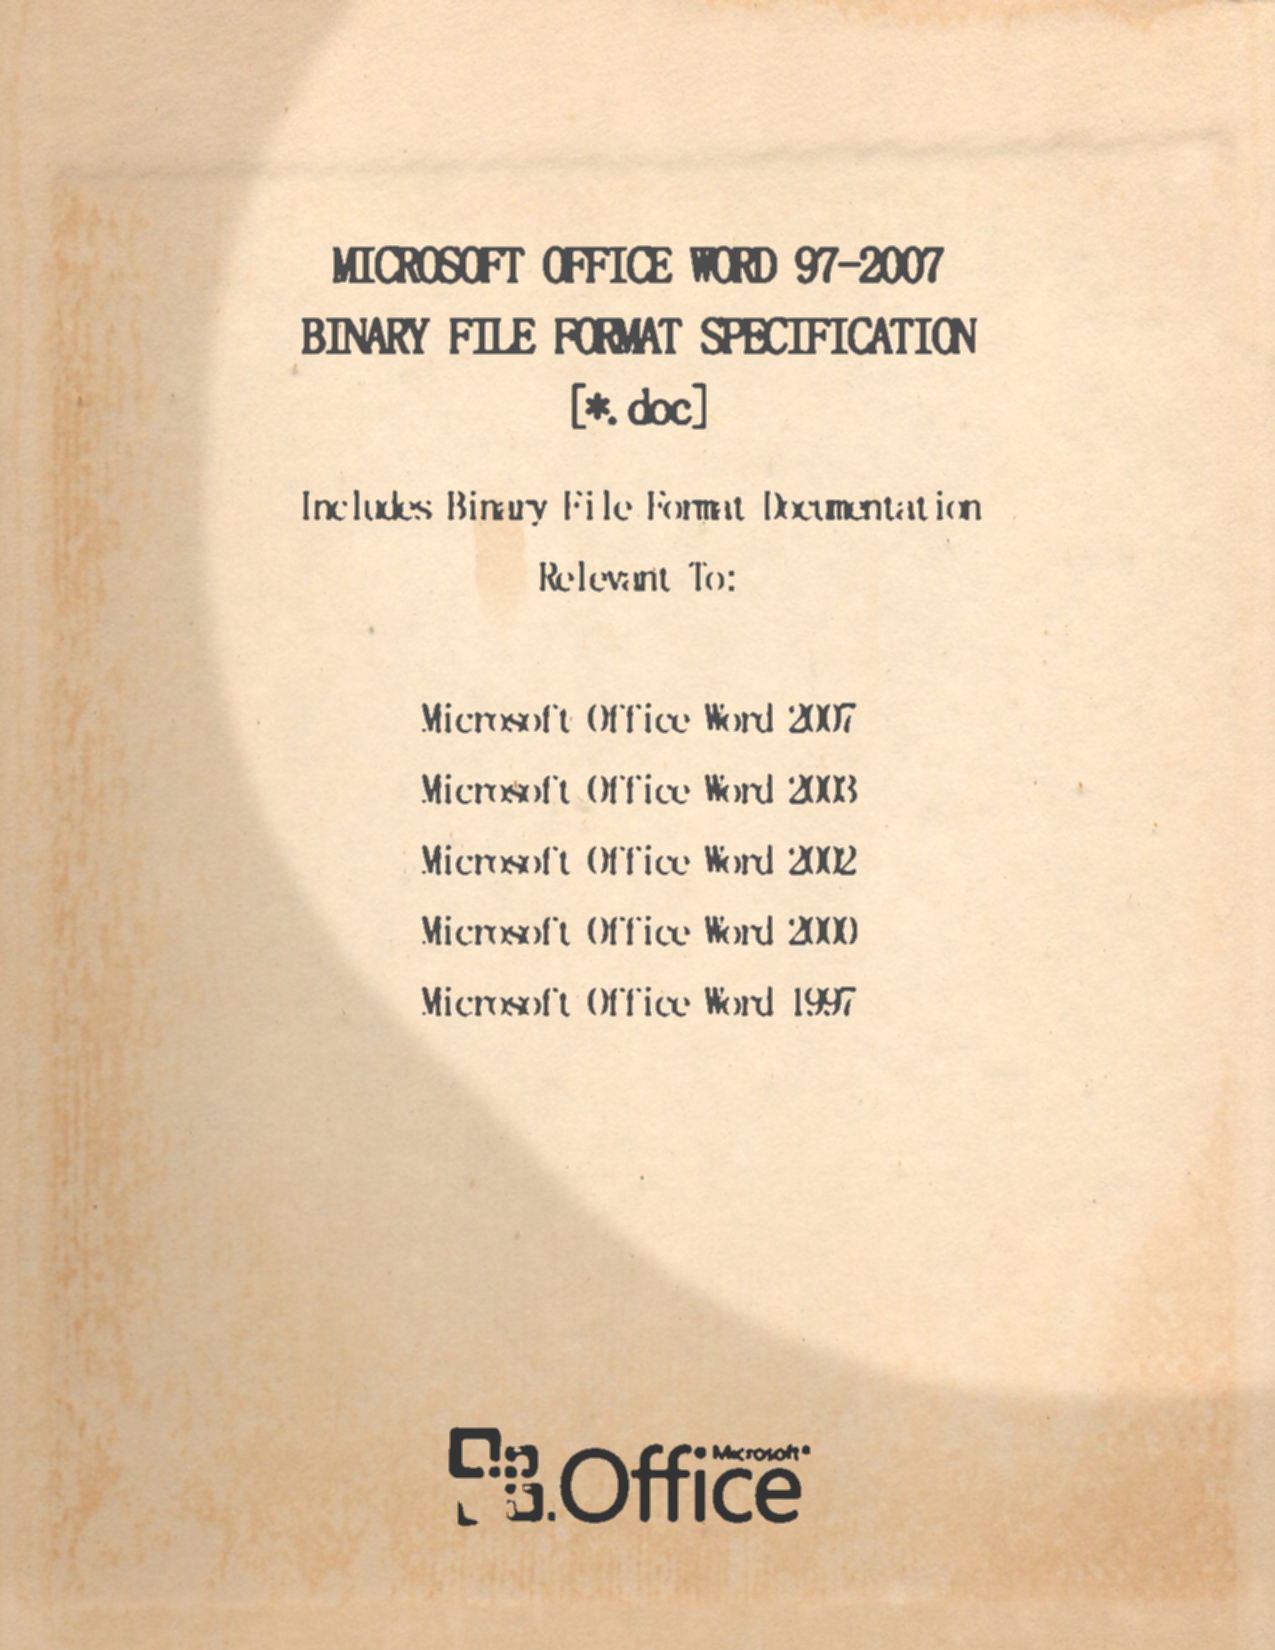 MICROSOFT OFFICE WORD 97-2007
BINARY FILE FORMAT SPECIFICATION
[*.doc]
Includes Binary File Format Documentation
Relevant To:
Microsoft Office Word 2007
Microsoft Office Word 2003
Microsoft Office Word 2002
Microsoft Office Word 2000
Microsoft Office Word 1997
Microsoft®
Office